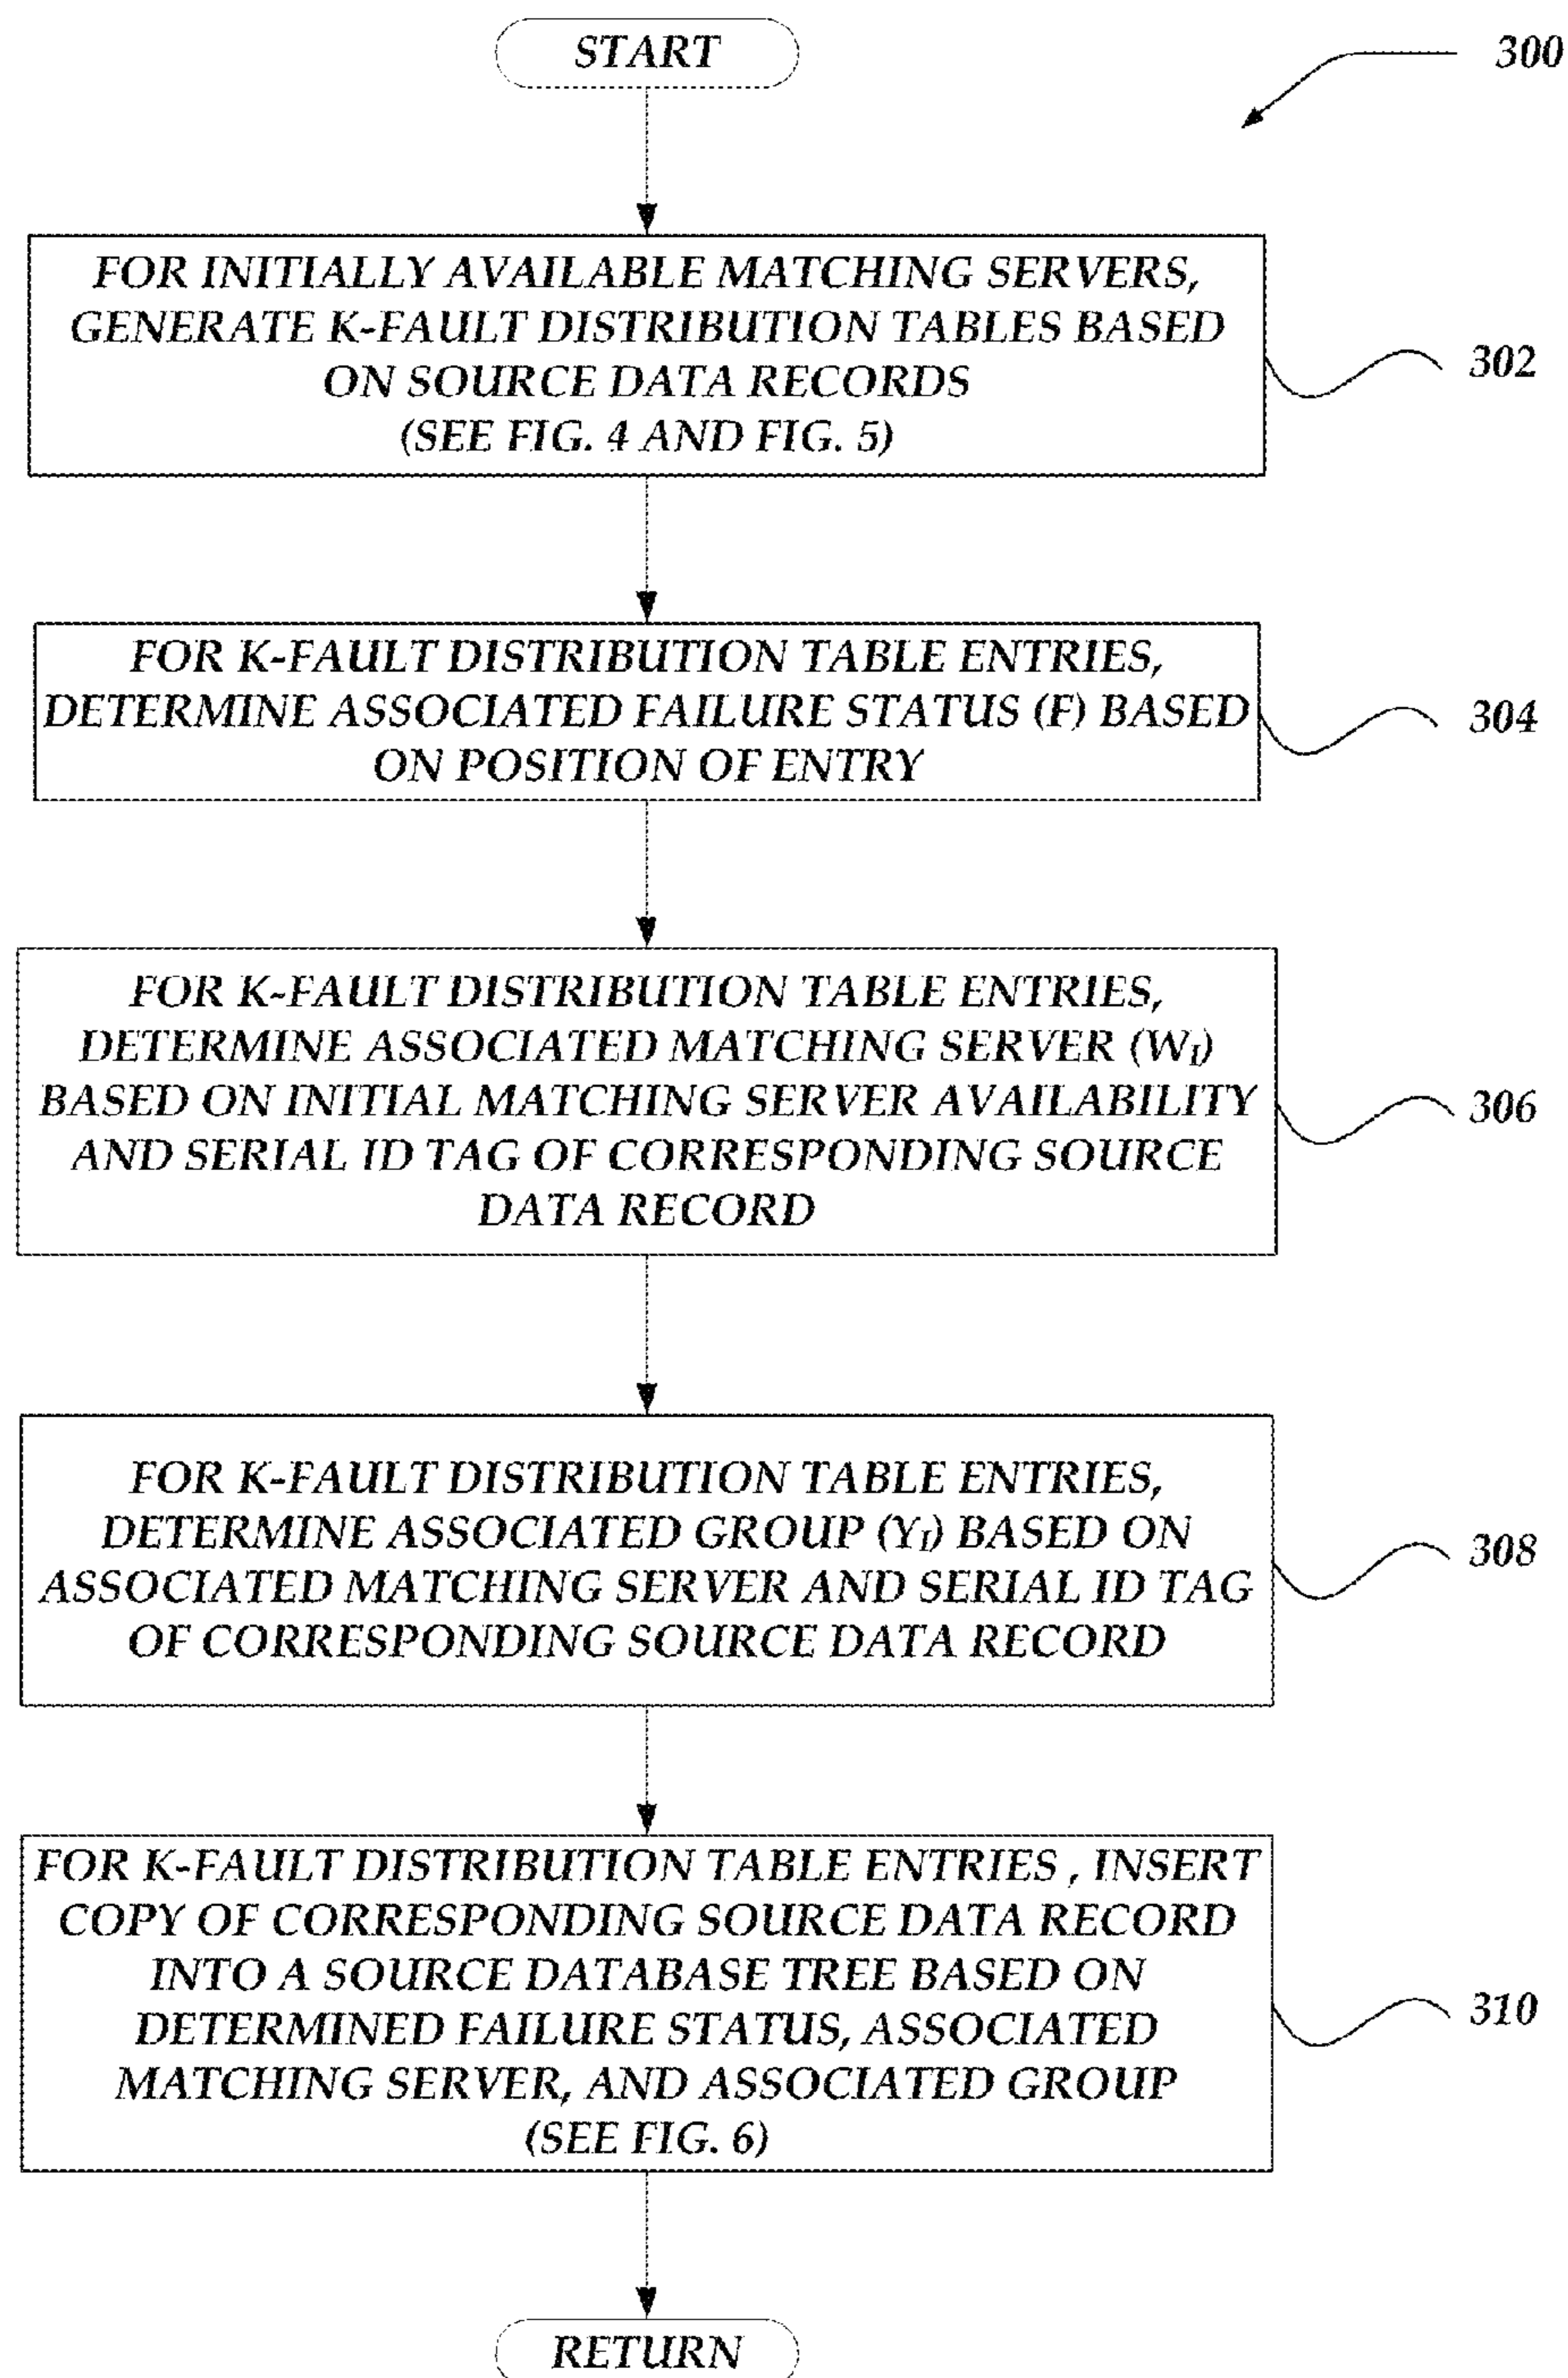 START
300
FOR INITIALLY AVAILABLE MATCHING SERVERS,
GENERATE K-FAULT DISTRIBUTION TABLES BASED
ON SOURCE DATA RECORDS
(SEE FIG. 4 AND FIG. 5)
302
FOR K-FAULT DISTRIBUTION TABLE ENTRIES,
DETERMINE ASSOCIATED FAILURE STATUS (F) BASED
ON POSITION OF ENTRY
304
FOR K-FAULT DISTRIBUTION TABLE ENTRIES,
DETERMINE ASSOCIATED MATCHING SERVER (W_I)
BASED ON INITIAL MATCHING SERVER AVAILABILITY
AND SERIAL ID TAG OF CORRESPONDING SOURCE
DATA RECORD
306
FOR K-FAULT DISTRIBUTION TABLE ENTRIES,
DETERMINE ASSOCIATED GROUP (Y_I) BASED ON
ASSOCIATED MATCHING SERVER AND SERIAL ID TAG
OF CORRESPONDING SOURCE DATA RECORD
308
FOR K-FAULT DISTRIBUTION TABLE ENTRIES , INSERT
COPY OF CORRESPONDING SOURCE DATA RECORD
INTO A SOURCE DATABASE TREE BASED ON
DETERMINED FAILURE STATUS, ASSOCIATED
MATCHING SERVER, AND ASSOCIATED GROUP
(SEE FIG. 6)
310
RETURN